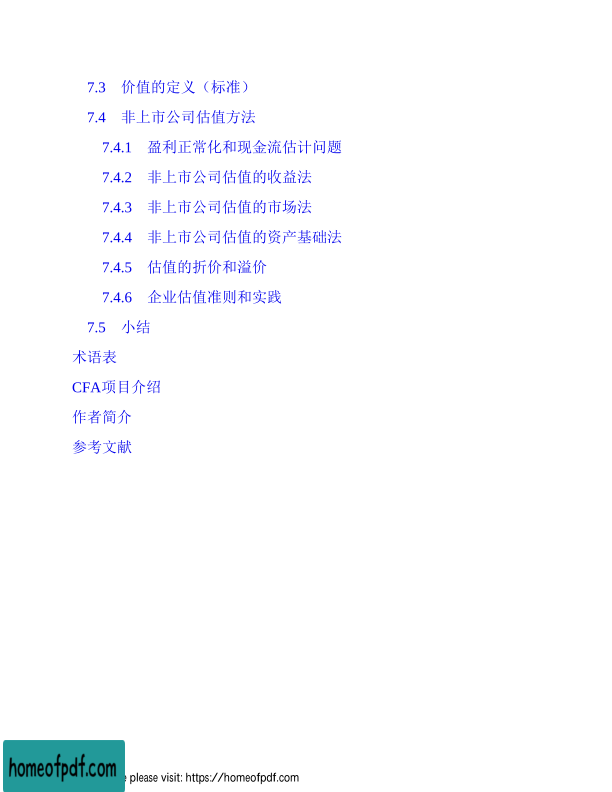 7.3 价值的定义（标准）
7.4 非上市公司估值方法
7.4.1 盈利正常化和现金流估计问题
7.4.2 非上市公司估值的收益法
7.4.3 非上市公司估值的市场法
7.4.4 非上市公司估值的资产基础法
7.4.5 估值的折价和溢价
7.4.6 企业估值准则和实践
7.5 小结
术语表
CFA项目介绍
作者简介
参考文献
homeofpdf.com
please visit: https://homeofpdf.com